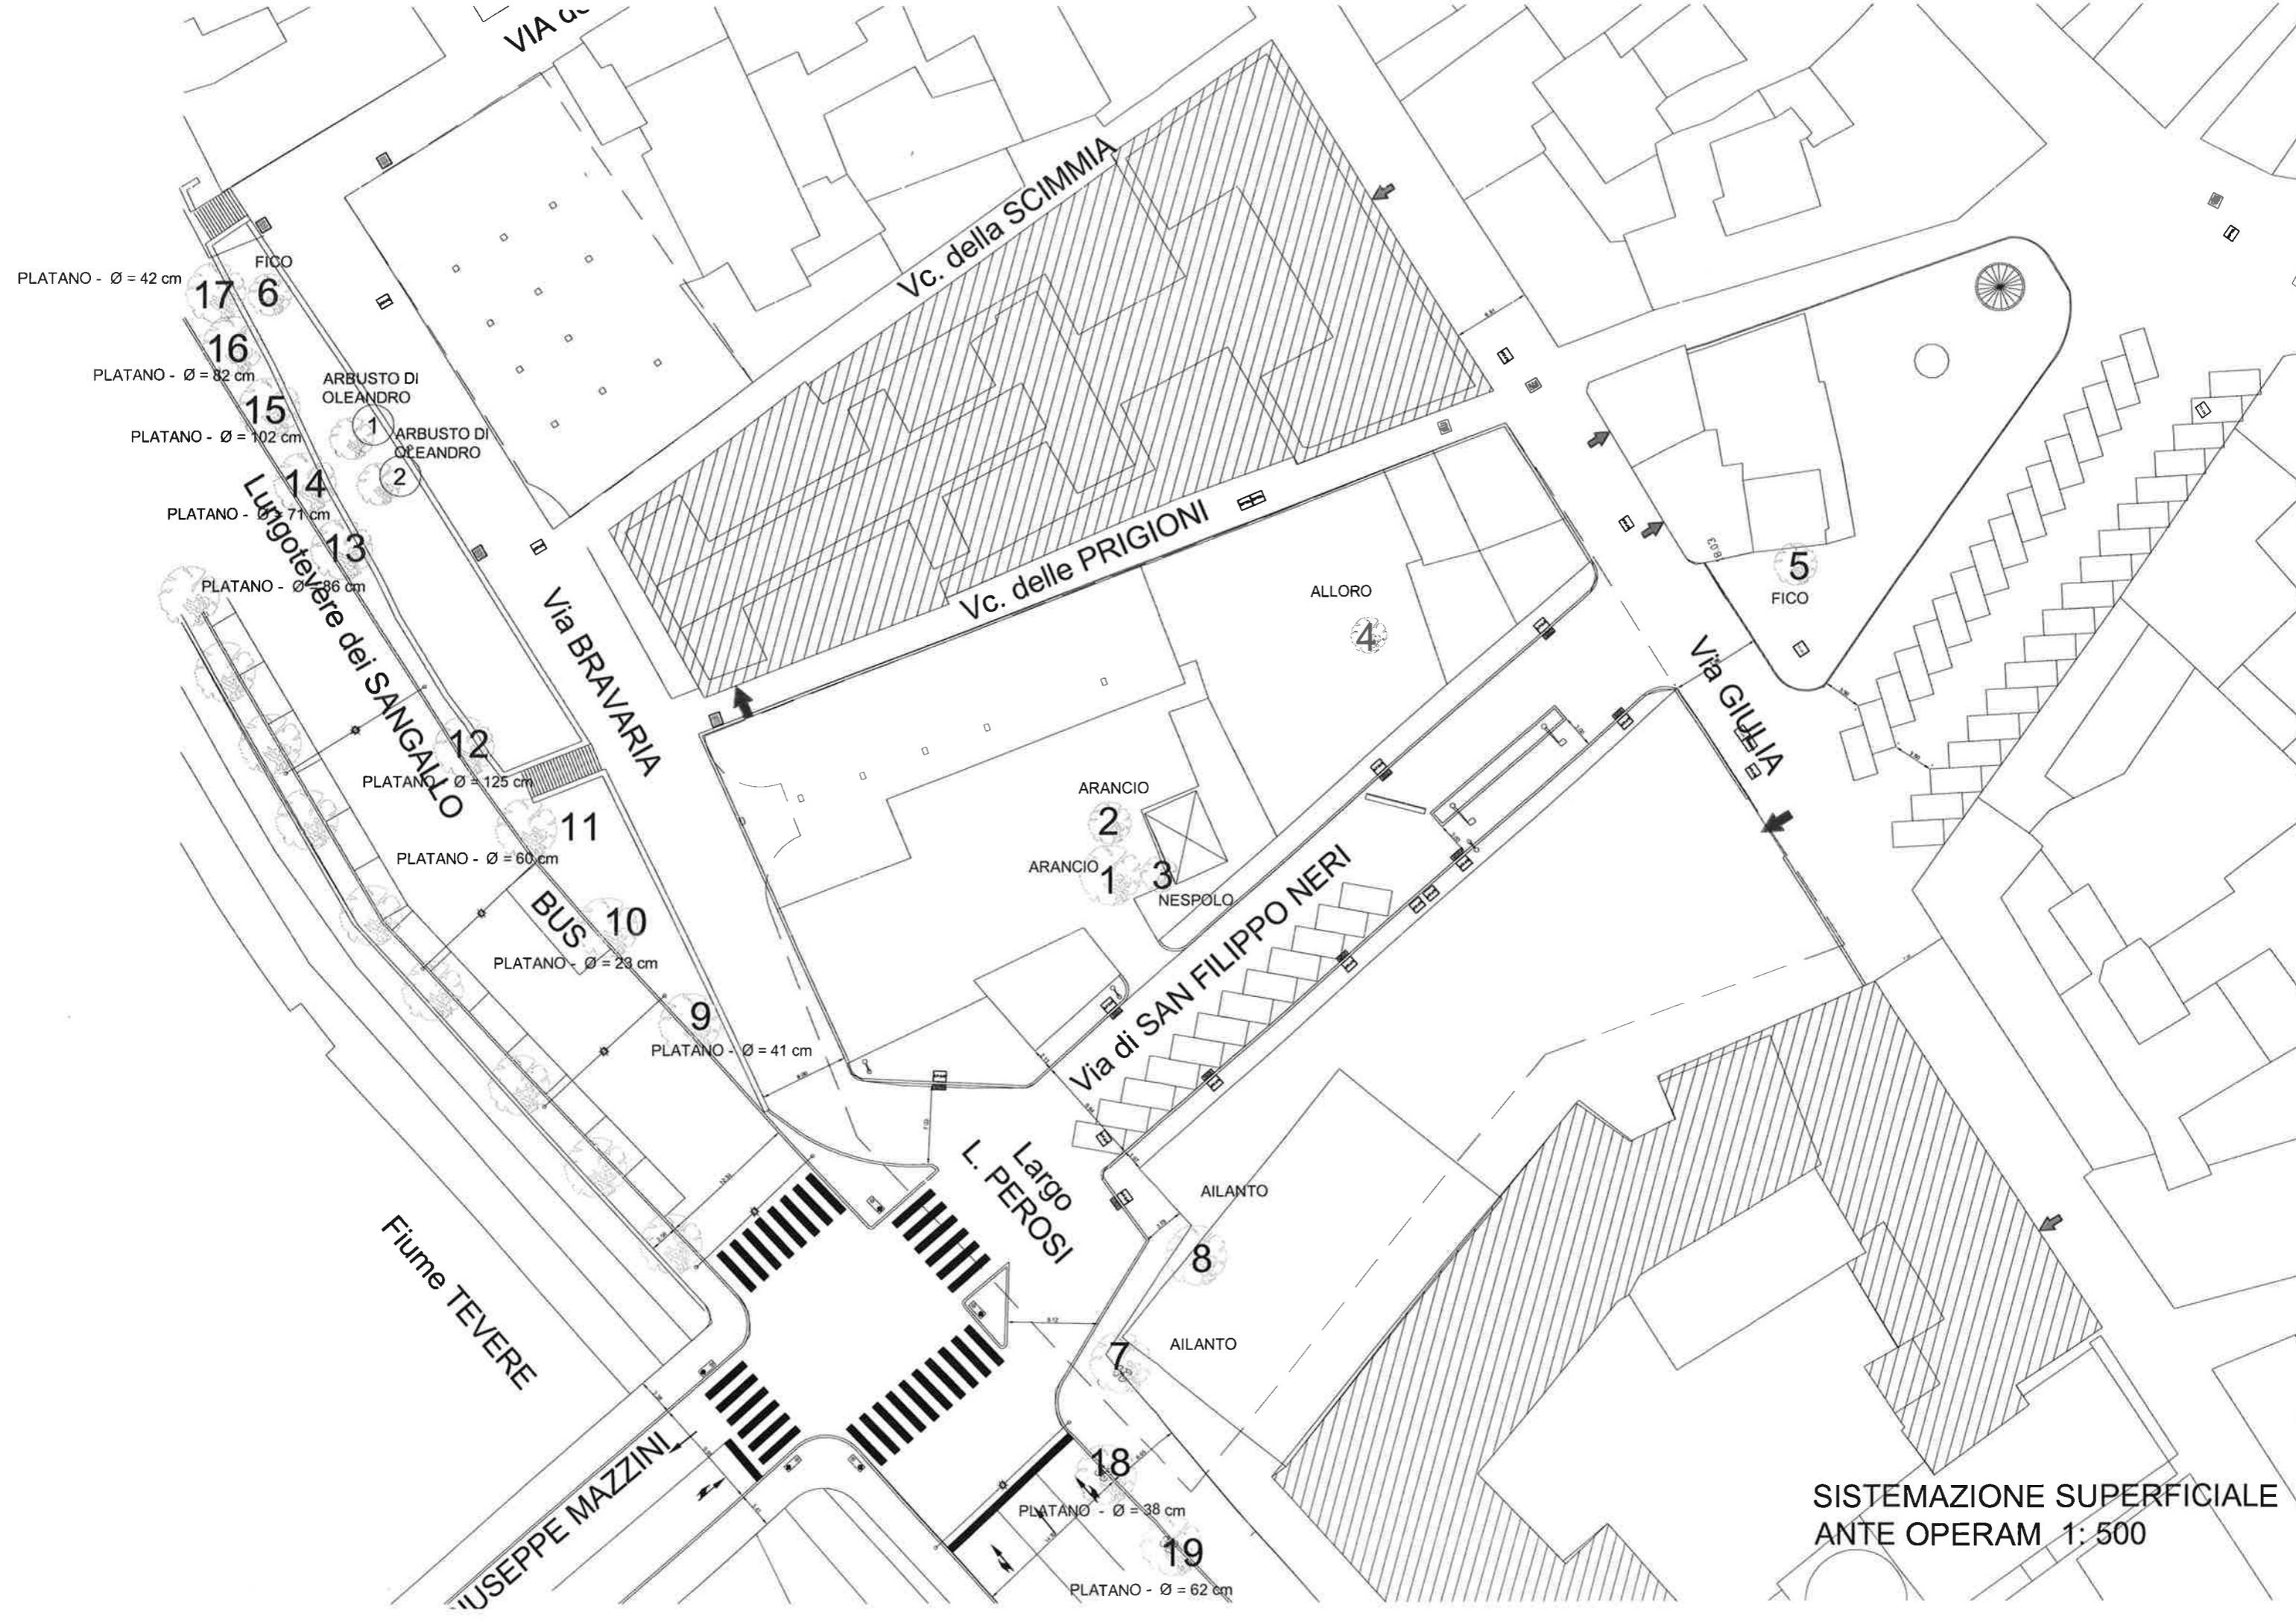 Vc. della SCIMMIA
FICO
PLATANO - Ø = 42 cm
17
6
16
PLATANO - Ø = 82 cm
ARBUSTO DI
OLEANDRO
15
1
PLATANO - Ø = 102 cm
ARBUSTO DI
OLEANDRO
2
14
PLATANO - Ø = 71 cm
13
PLATANO - Ø = 86 cm
Lungotevere dei SANGALLO
Via BRAVARIA
Vc. delle PRIGIONI
ALLORO
4
18.03
5
FICO
Via GIULIA
12
PLATANO - Ø = 125 cm
11
PLATANO - Ø = 60 cm
ARANCIO
2
ARANCIO
1
3
NESPOLO
BUS
10
PLATANO - Ø = 23 cm
9
PLATANO - Ø = 41 cm
Via di SAN FILIPPO NERI
Largo
L. PEROSI
AILANTO
8
AILANTO
7
Fiume TEVERE
18
PLATANO - Ø = 38 cm
19
PLATANO - Ø = 62 cm
IUSEPPE MAZZINI
SISTEMAZIONE SUPERFICIALE
ANTE OPERAM 1: 500